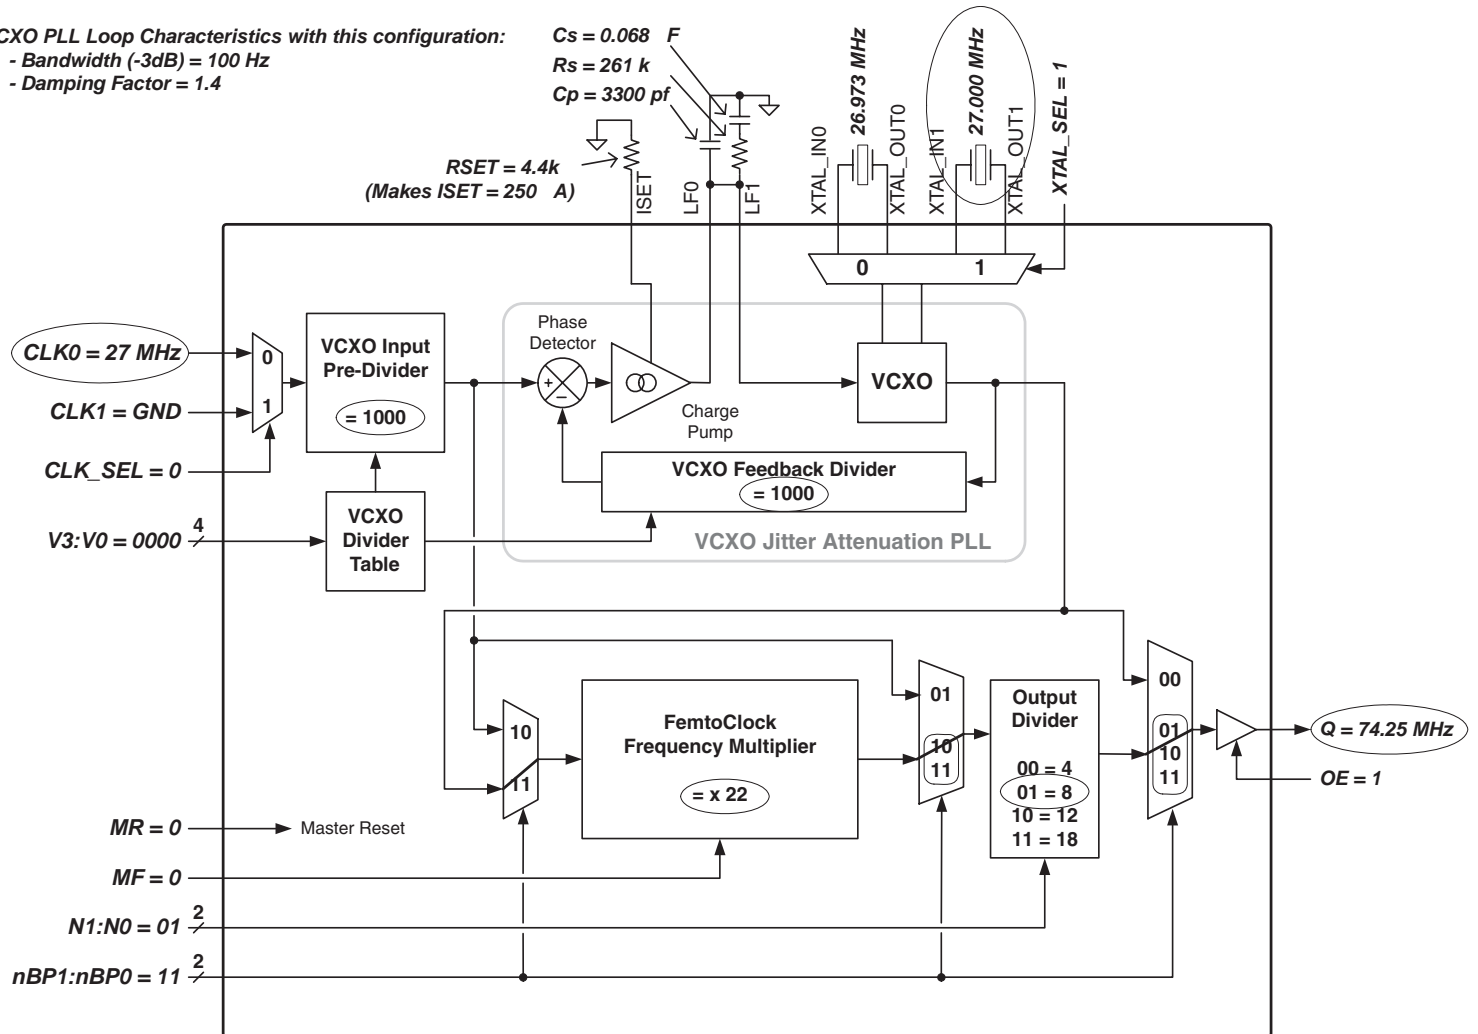 CXO PLL Loop Characteristics with this configuration:
- Bandwidth (-3dB) = 100 Hz
- Damping Factor = 1.4
Cs = 0.068 F
Rs = 261 k
Cp = 3300 pf
RSET = 4.4k
(Makes ISET = 250 A)
ISET
LF0
LF1
XTAL_IN0
26.973 MHz
XTAL_OUT0
XTAL_IN1
27.000 MHz
XTAL_OUT1
XTAL_SEL = 1
0
1
CLK0 = 27 MHz
CLK1 = GND
CLK_SEL = 0
V3:V0 = 0000
4
0
1
VCXO Input
Pre-Divider
= 1000
VCXO
Divider
Table
Phase
Detector
+
–
Charge
Pump
VCXO
VCXO Feedback Divider
= 1000
VCXO Jitter Attenuation PLL
10
11
FemtoClock
Frequency Multiplier
= x 22
01
10
11
Output
Divider
00 = 4
01 = 8
10 = 12
11 = 18
00
01
10
11
Q = 74.25 MHz
OE = 1
MR = 0
Master Reset
MF = 0
N1:N0 = 01
2
nBP1:nBP0 = 11
2